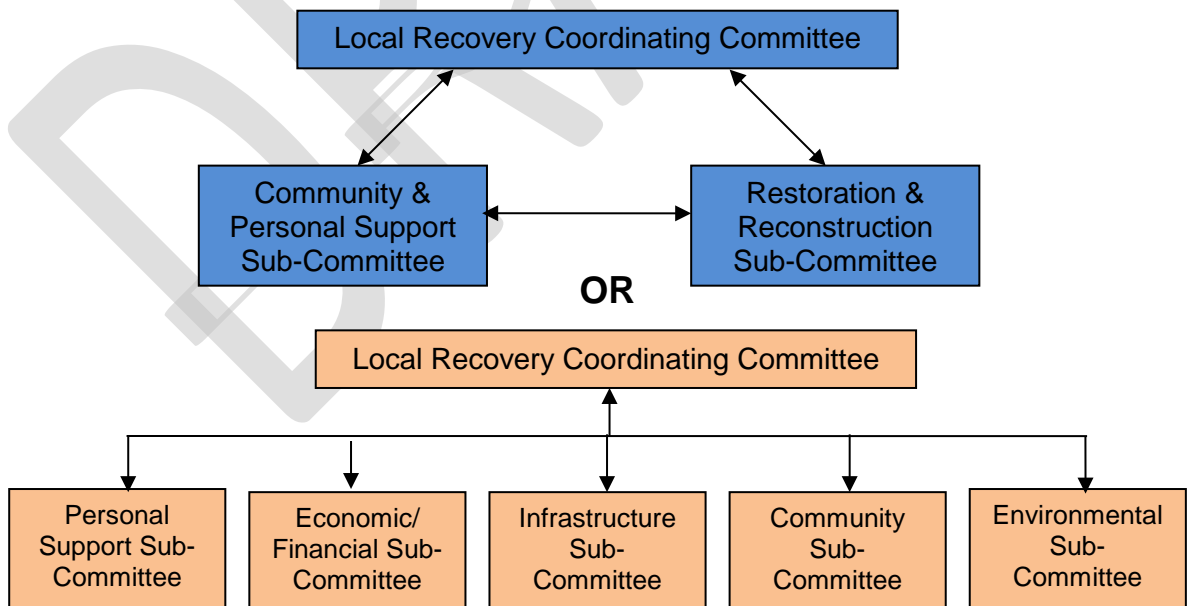 Local Recovery Coordinating Committee
Community &
Personal Support
Sub-Committee
Restoration &
Reconstruction
Sub-Committee
OR
Local Recovery Coordinating Committee
Personal
Support Sub-
Committee
Economic/
Financial Sub-
Committee
Infrastructure
Sub-
Committee
Community
Sub-
Committee
Environmental
Sub-
Committee